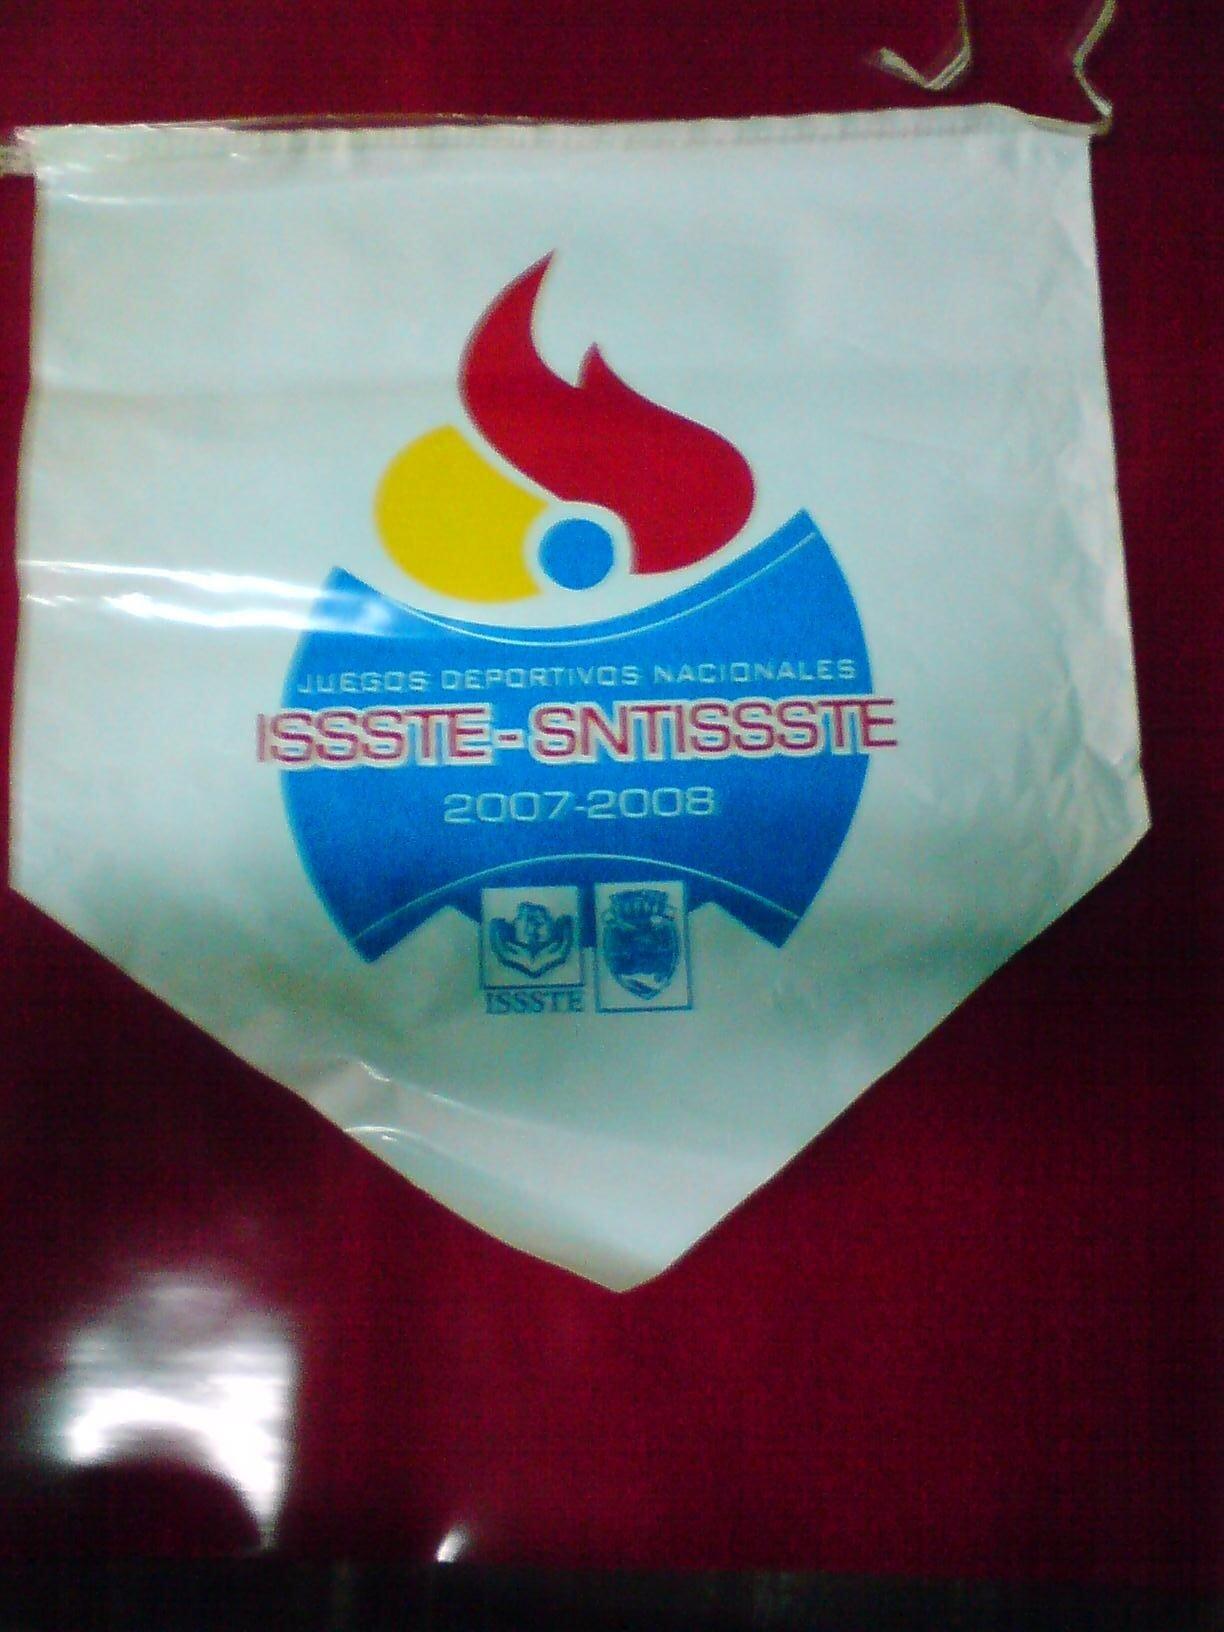 JUEGOS DEPORTIVOS NACIONALES
ISSSTE-SNTISSSTE
2007-2008
ISSSTE